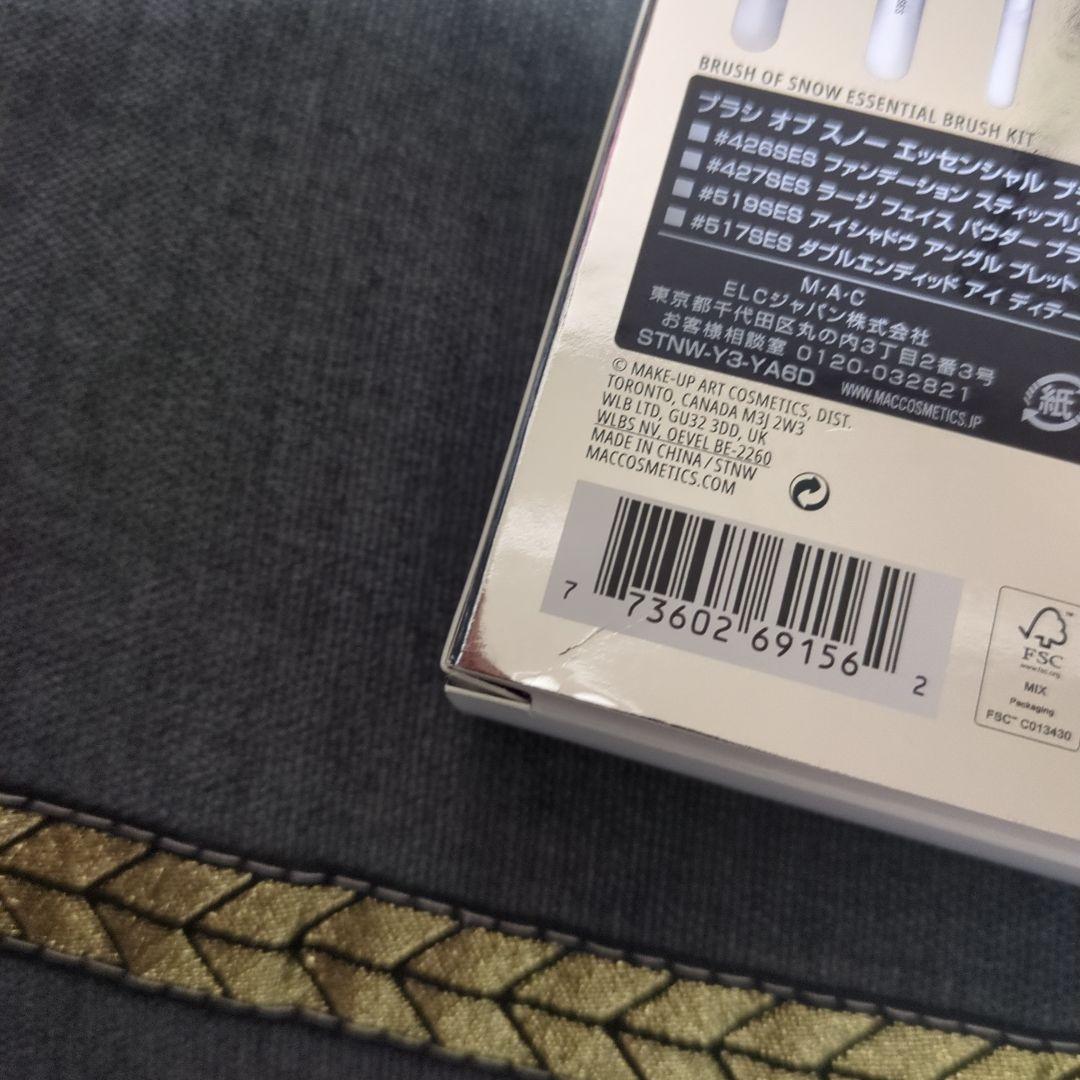 BRUSH OF SNOW ESSENTIAL BRUSH KIT
ブラシ オブ スノー エッセンシャル
#426SES ファンデーション スティップリン
#427SES ラージ フェイス パウダー ブラ
#519SES アイシャドウ アングル ブレット
#517SES ダブルエンディッド アイ ディテー
M·A·C
ELCジャパン株式会社
東京都千代田区丸の内3丁目2番3号
お客様相談室 0120-032821
STNW-Y3-YA6D WWW.MACCOSMETICS.JP
紙
© MAKE-UP ART COSMETICS, DIST.
TORONTO, CANADA M3J 2W3
WLB LTD, GU32 3DD, UK
WLBS NV, OEVEL BE-2260
MADE IN CHINA / STNW
MACCOSMETICS.COM
7 73602 69156 2
FSC™
www.fsc.org
MIX
Packaging
FSC™ C013430